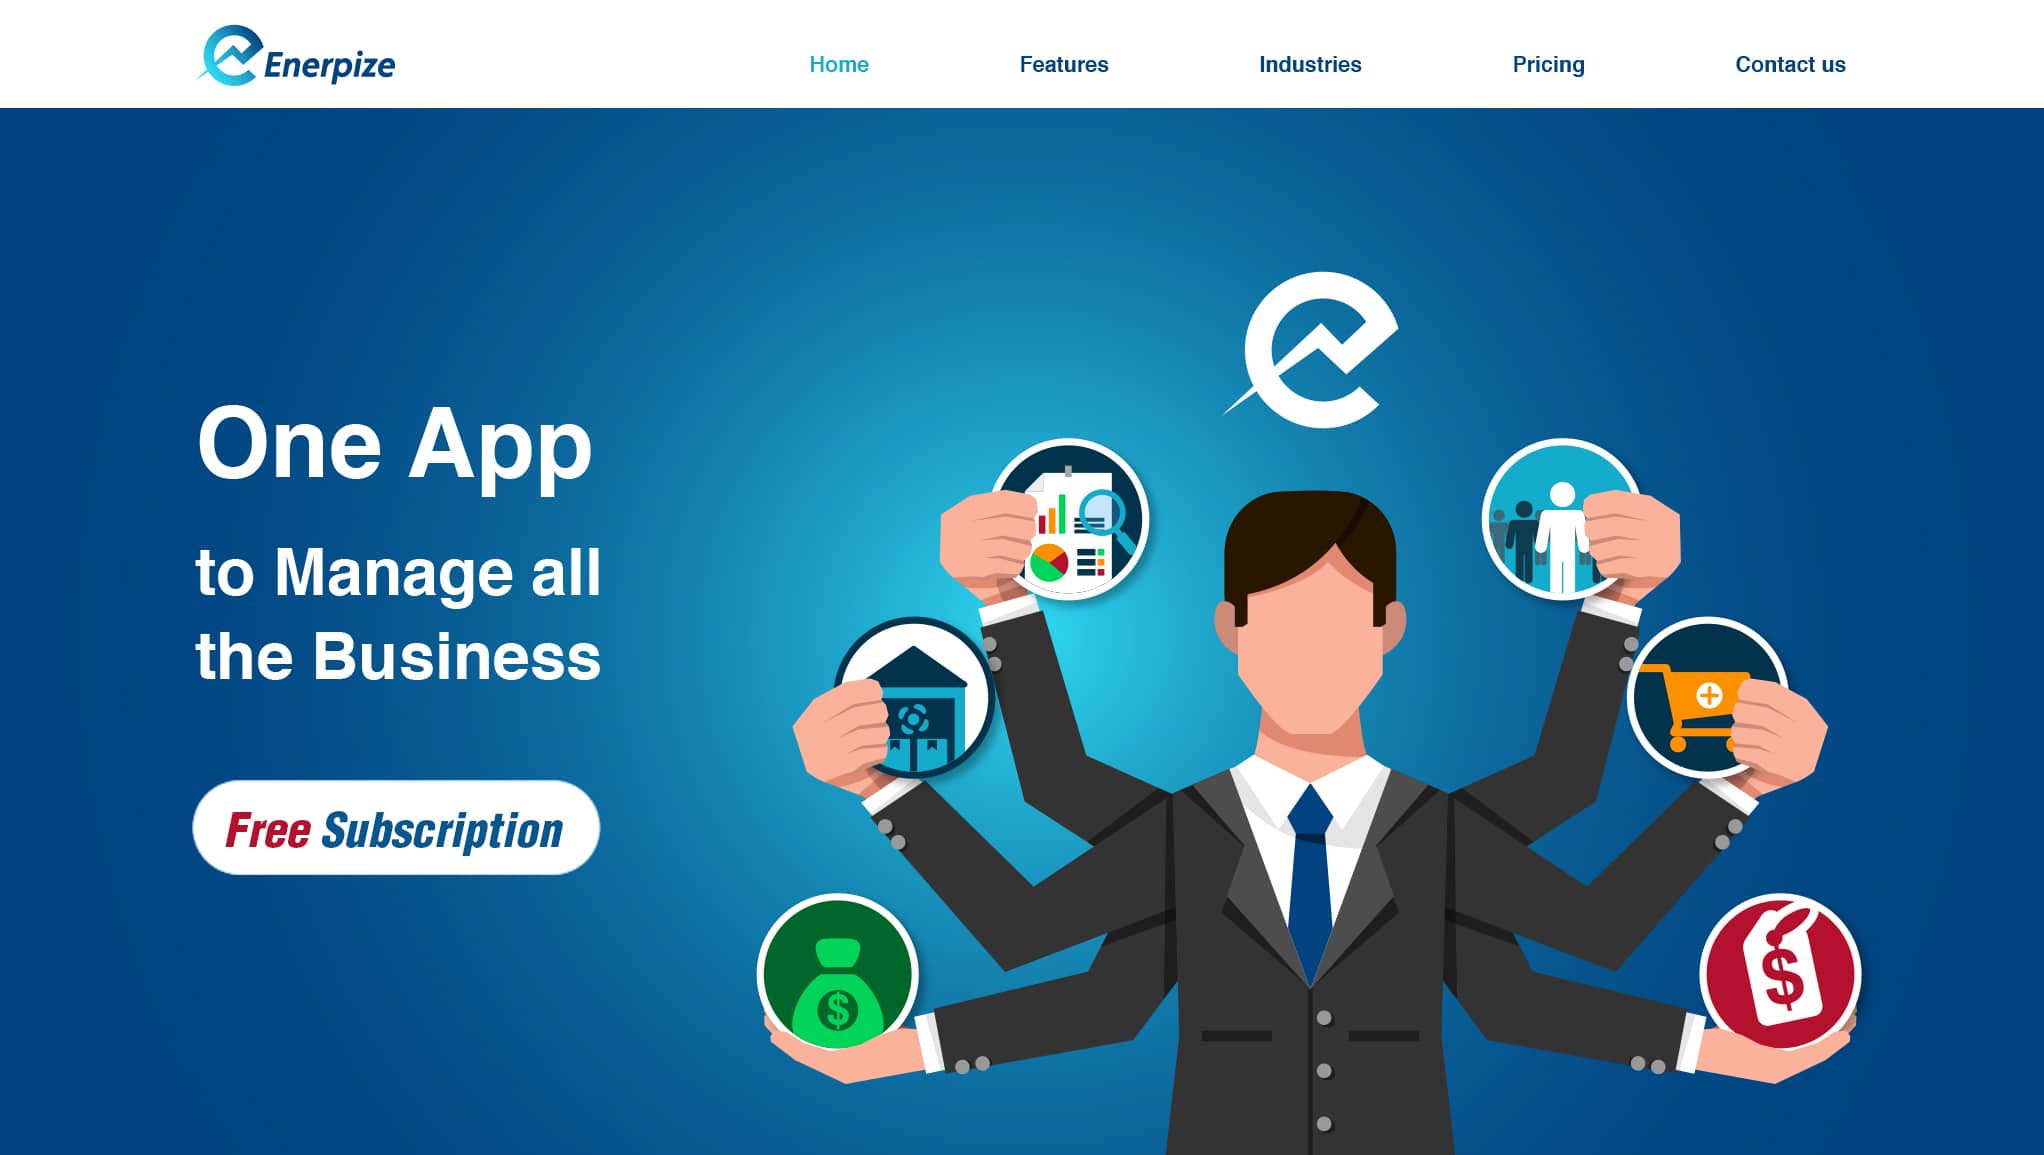 Enerpize
Home
Features
Industries
Pricing
Contact us
One App
to Manage all
the Business
Free Subscription
$
$